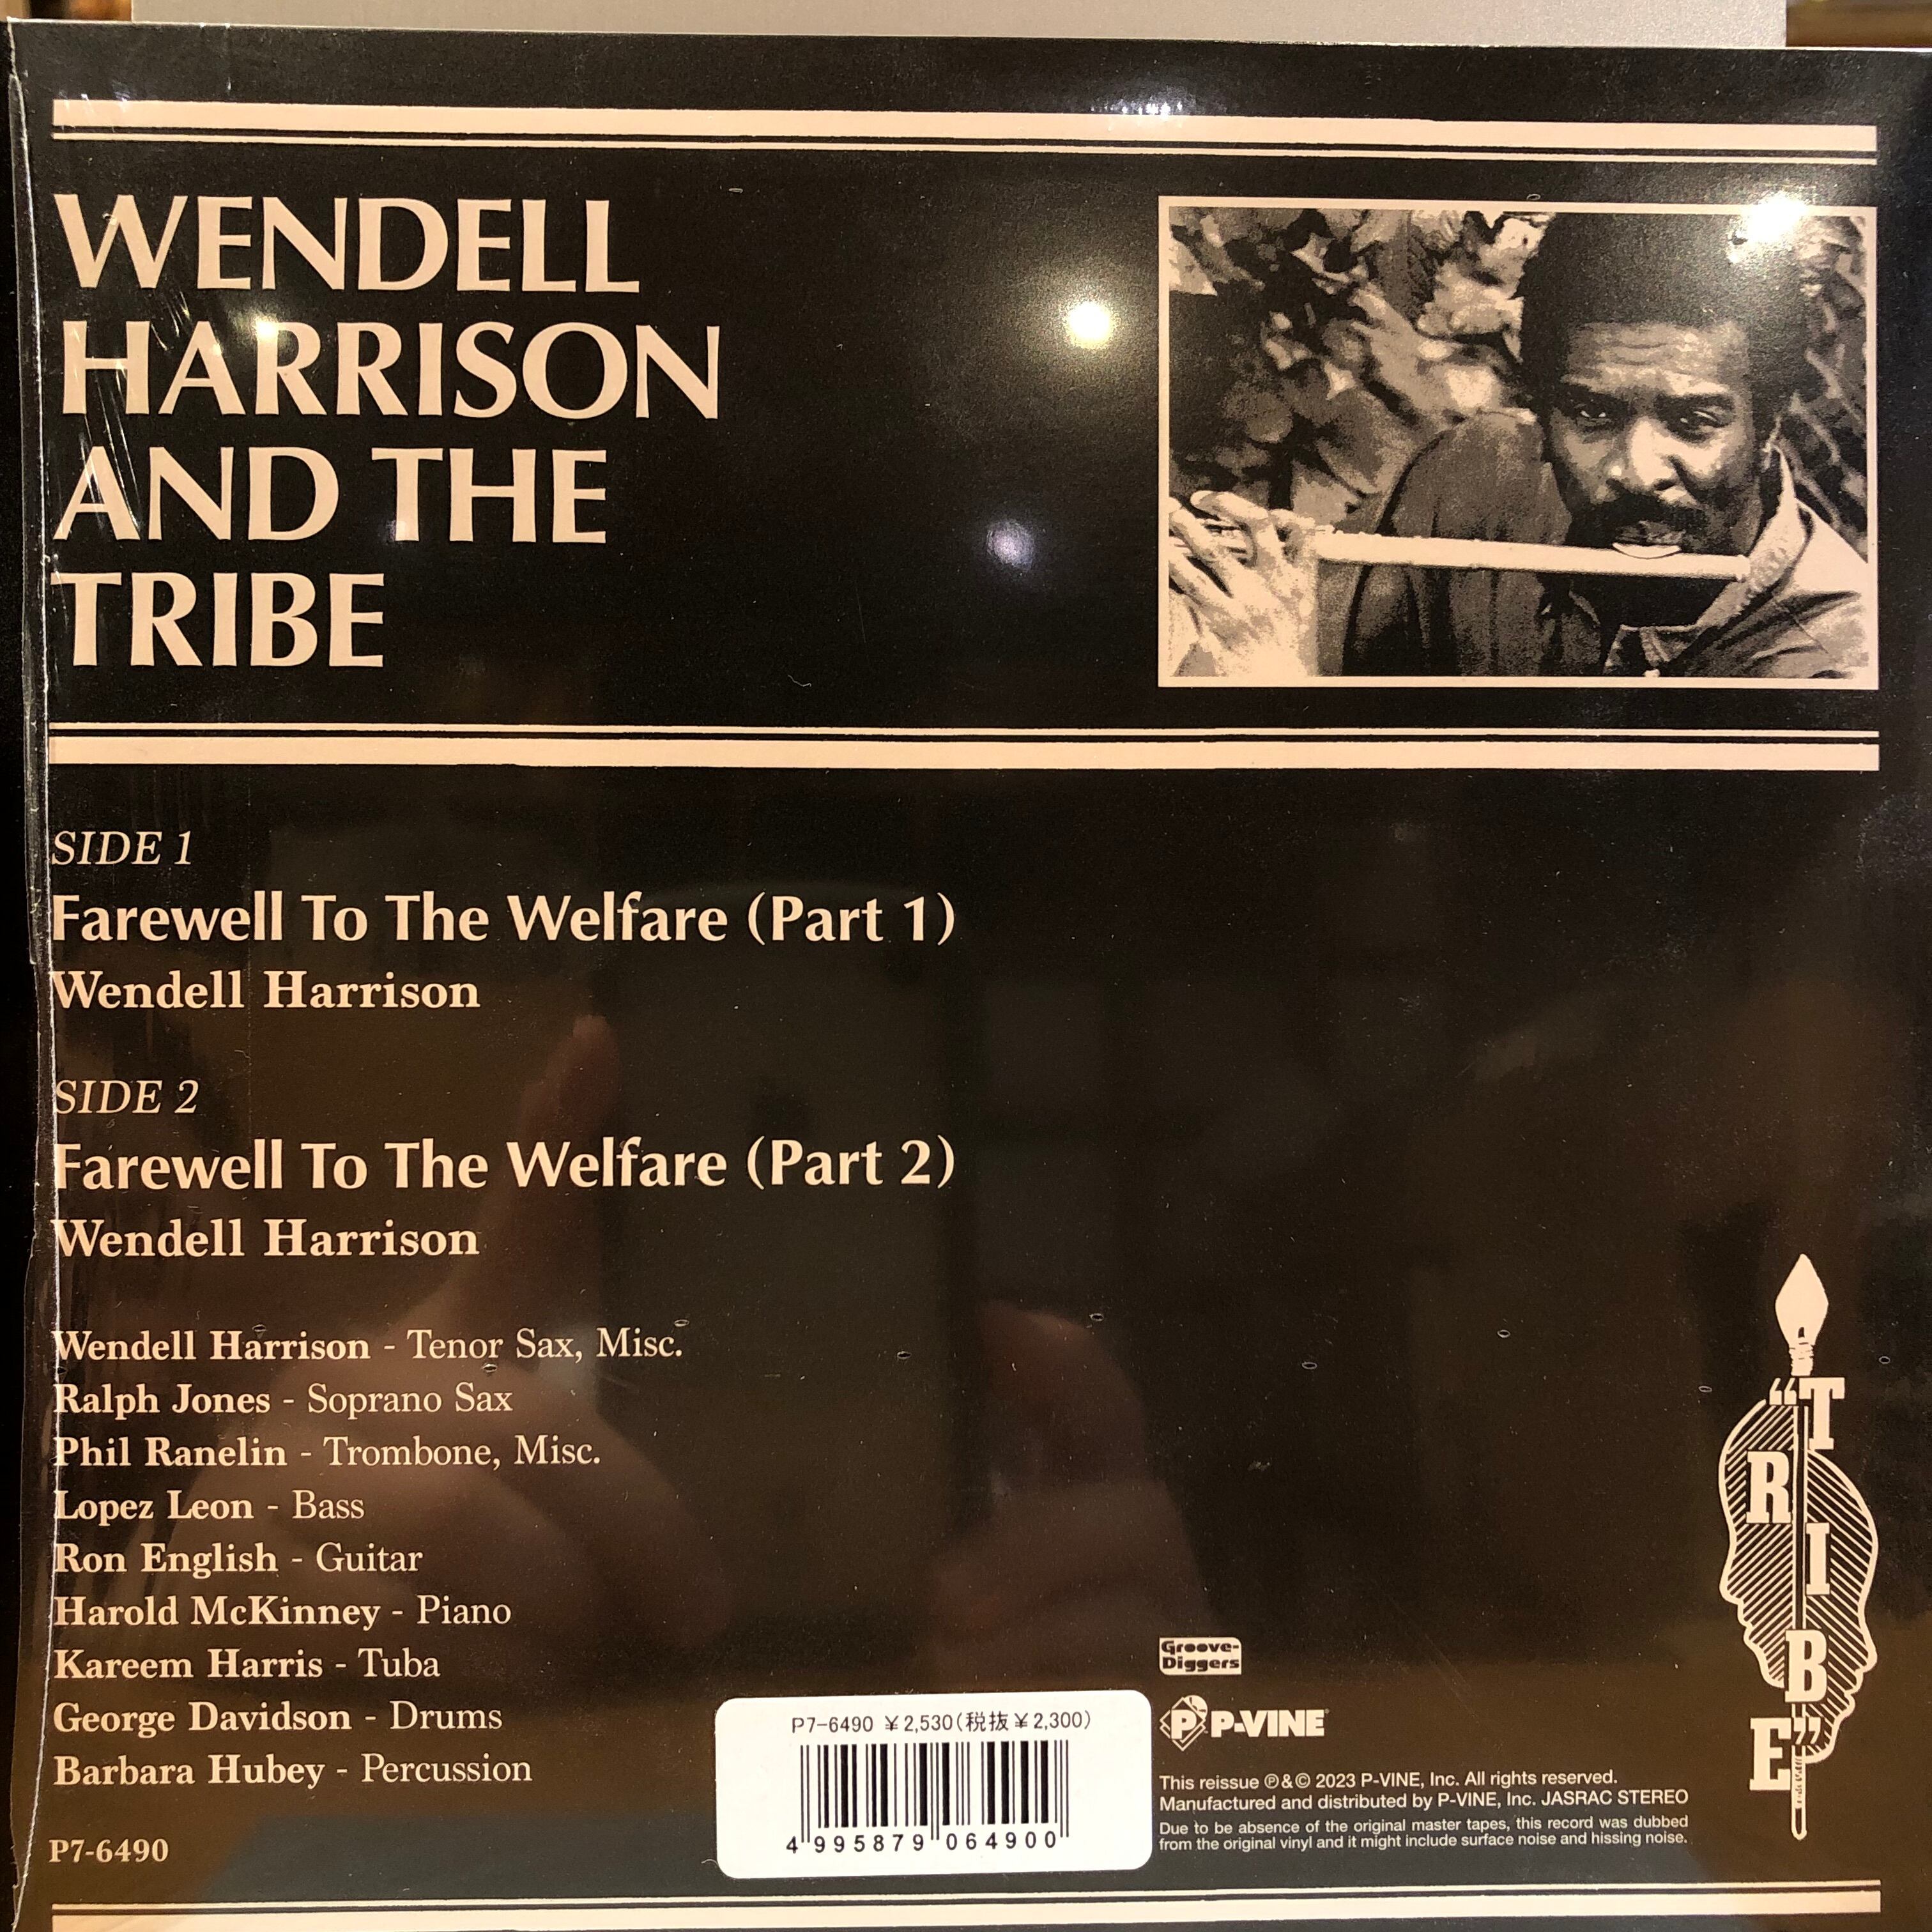 WENDELL
HARRISON
AND THE
TRIBE
SIDE 1
Farewell To The Welfare (Part 1)
Wendell Harrison
SIDE 2
Farewell To The Welfare (Part 2)
Wendell Harrison
Wendell Harrison - Tenor Sax, Misc.
Ralph Jones - Soprano Sax
Phil Ranelin - Trombone, Misc.
Lopez Leon - Bass
Ron English - Guitar
Harold McKinney - Piano
Kareem Harris - Tuba
George Davidson - Drums
Barbara Hubey - Percussion
P7-6490
P7-6490 ¥2,530(税抜¥2,300)
4 995879 064900
Groove-
Diggers
P-VINE
This reissue ℗&© 2023 P-VINE, Inc. All rights reserved.
Manufactured and distributed by P-VINE, Inc. JASRAC STEREO
Due to be absence of the original master tapes, this record was dubbed
from the original vinyl and it might include surface noise and hissing noise.
“TRIBE”